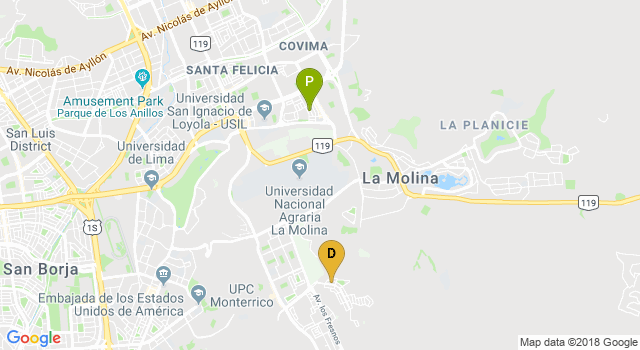 Av. Nicolás de Ayllón
119
COVIMA
Av. Nicolás de Ayllón
SANTA FELICIA
P
Amusement Park
Parque de Los Anillos
Universidad
San Ignacio de
Loyola - USIL
LA PLANICIE
San Luis
District
Universidad
de Lima
119
La Molina
Universidad
Nacional
Agraria
La Molina
119
1S
D
San Borja
Embajada de los Estados
Unidos de América
UPC
Monterrico
Av. los Fresnos
Google
Map data ©2018 Google